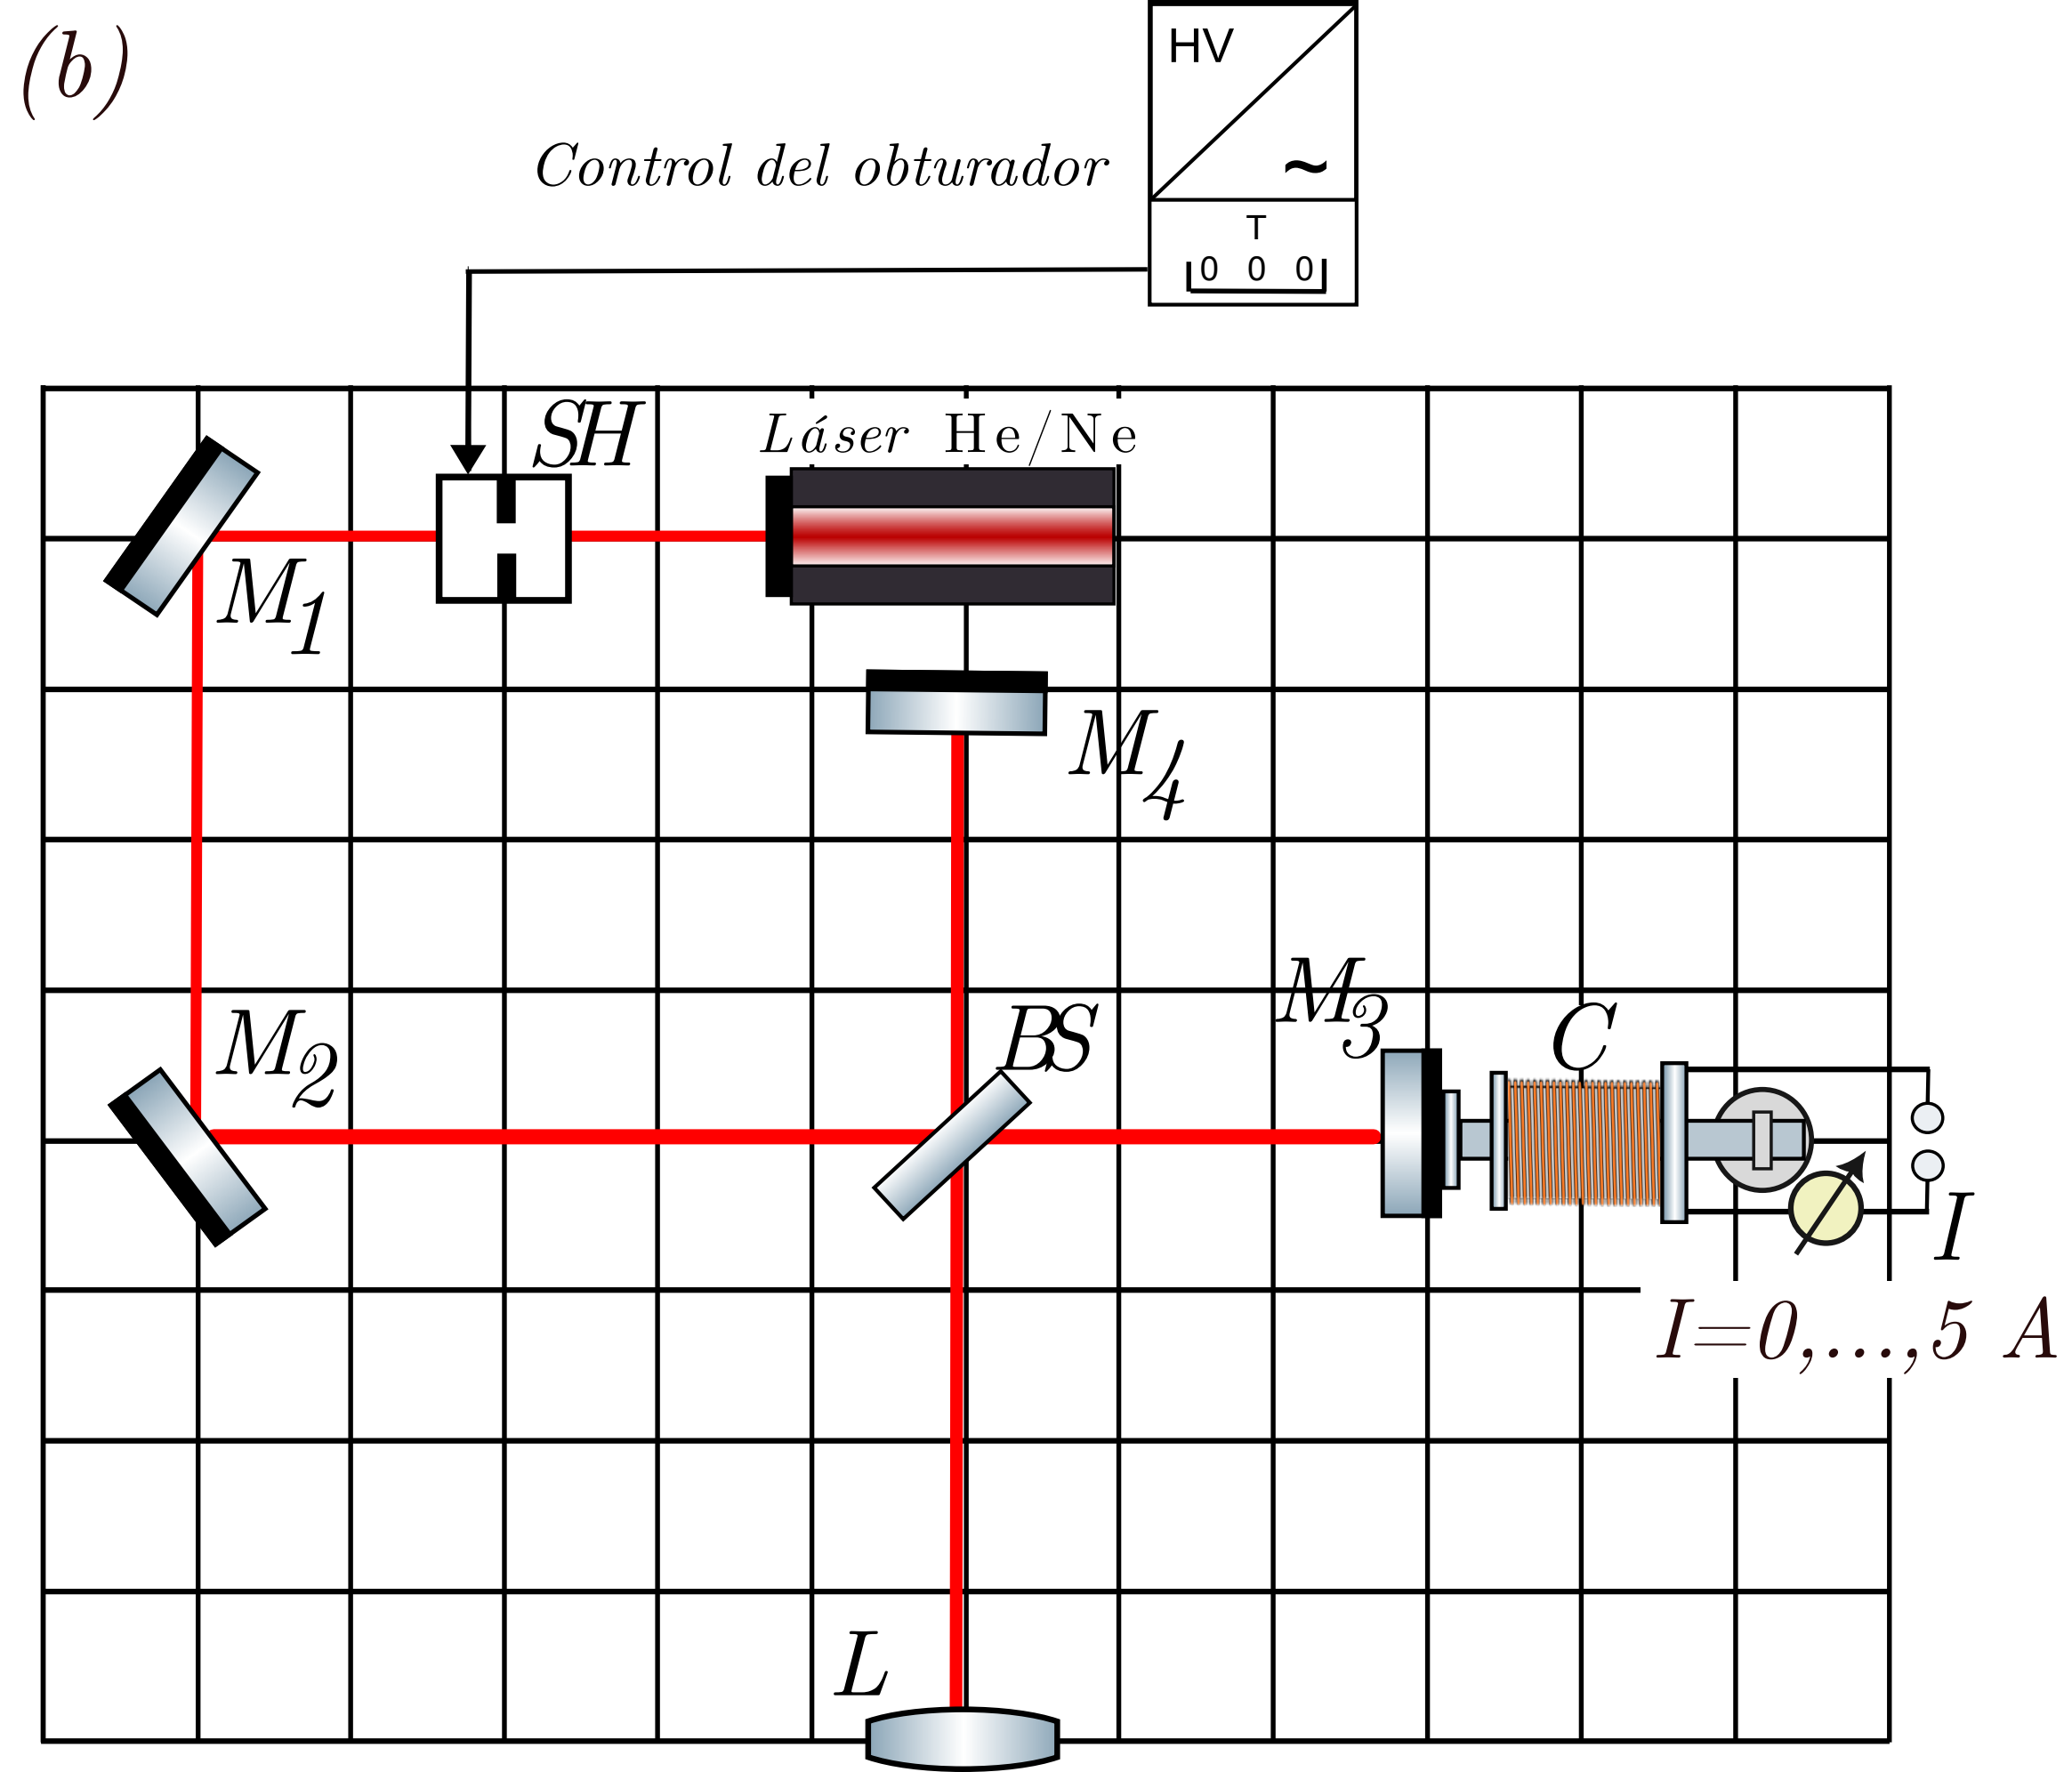 (b)
HV
~
Control del obturador
T
0 0 0
SH
Láser He/Ne
M1
M4
M3
M2
BS
C
I
I=0,...,5 A
L